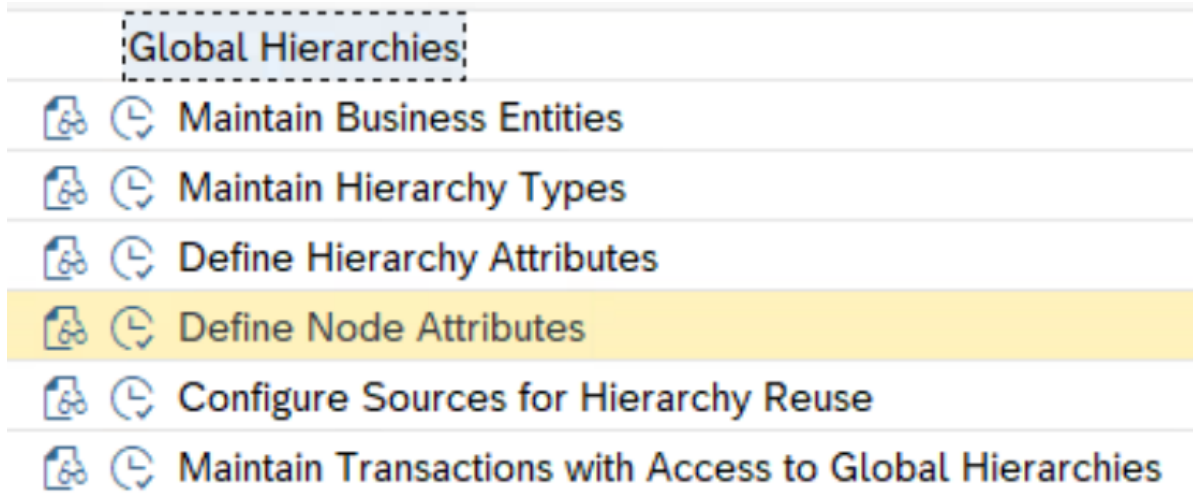 Global Hierarchies
Maintain Business Entities
Maintain Hierarchy Types
Define Hierarchy Attributes
Define Node Attributes
Configure Sources for Hierarchy Reuse
Maintain Transactions with Access to Global Hierarchies